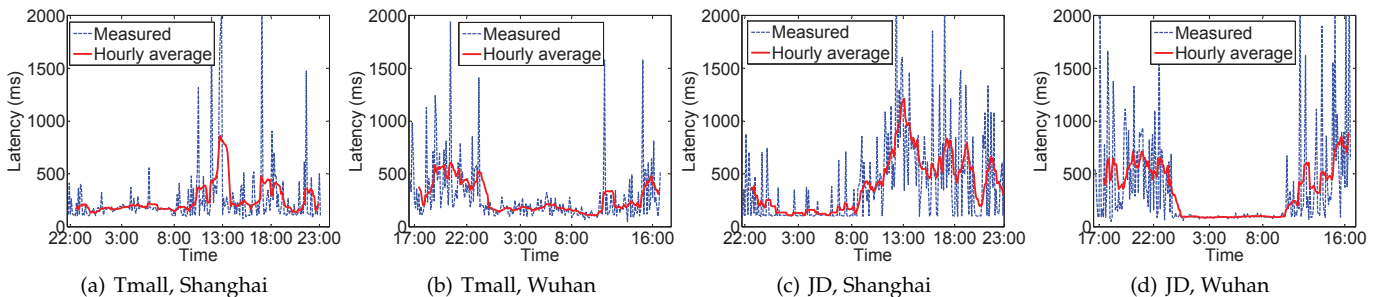 2000
1500
1000
500
0
Latency (ms)
Measured
Hourly average
22:00 3:00 8:00 13:00 18:00 23:00
Time
(a) Tmall, Shanghai
2000
1500
1000
500
0
Latency (ms)
Measured
Hourly average
17:00 22:00 3:00 11:00 16:00
Time
(b) Tmall, Wuhan
2000
1500
1000
500
0
Latency (ms)
Measured
Hourly average
22:00 3:00 8:00 13:00 18:00 23:00
Time
(c) JD, Shanghai
2000
1500
1000
500
0
Latency (ms)
Measured
Hourly average
17:00 22:00 3:00 10:00 16:00
Time
(d) JD, Wuhan